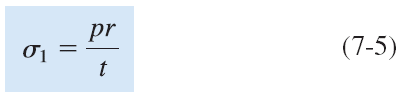 σ₁ = pr/t (7-5)